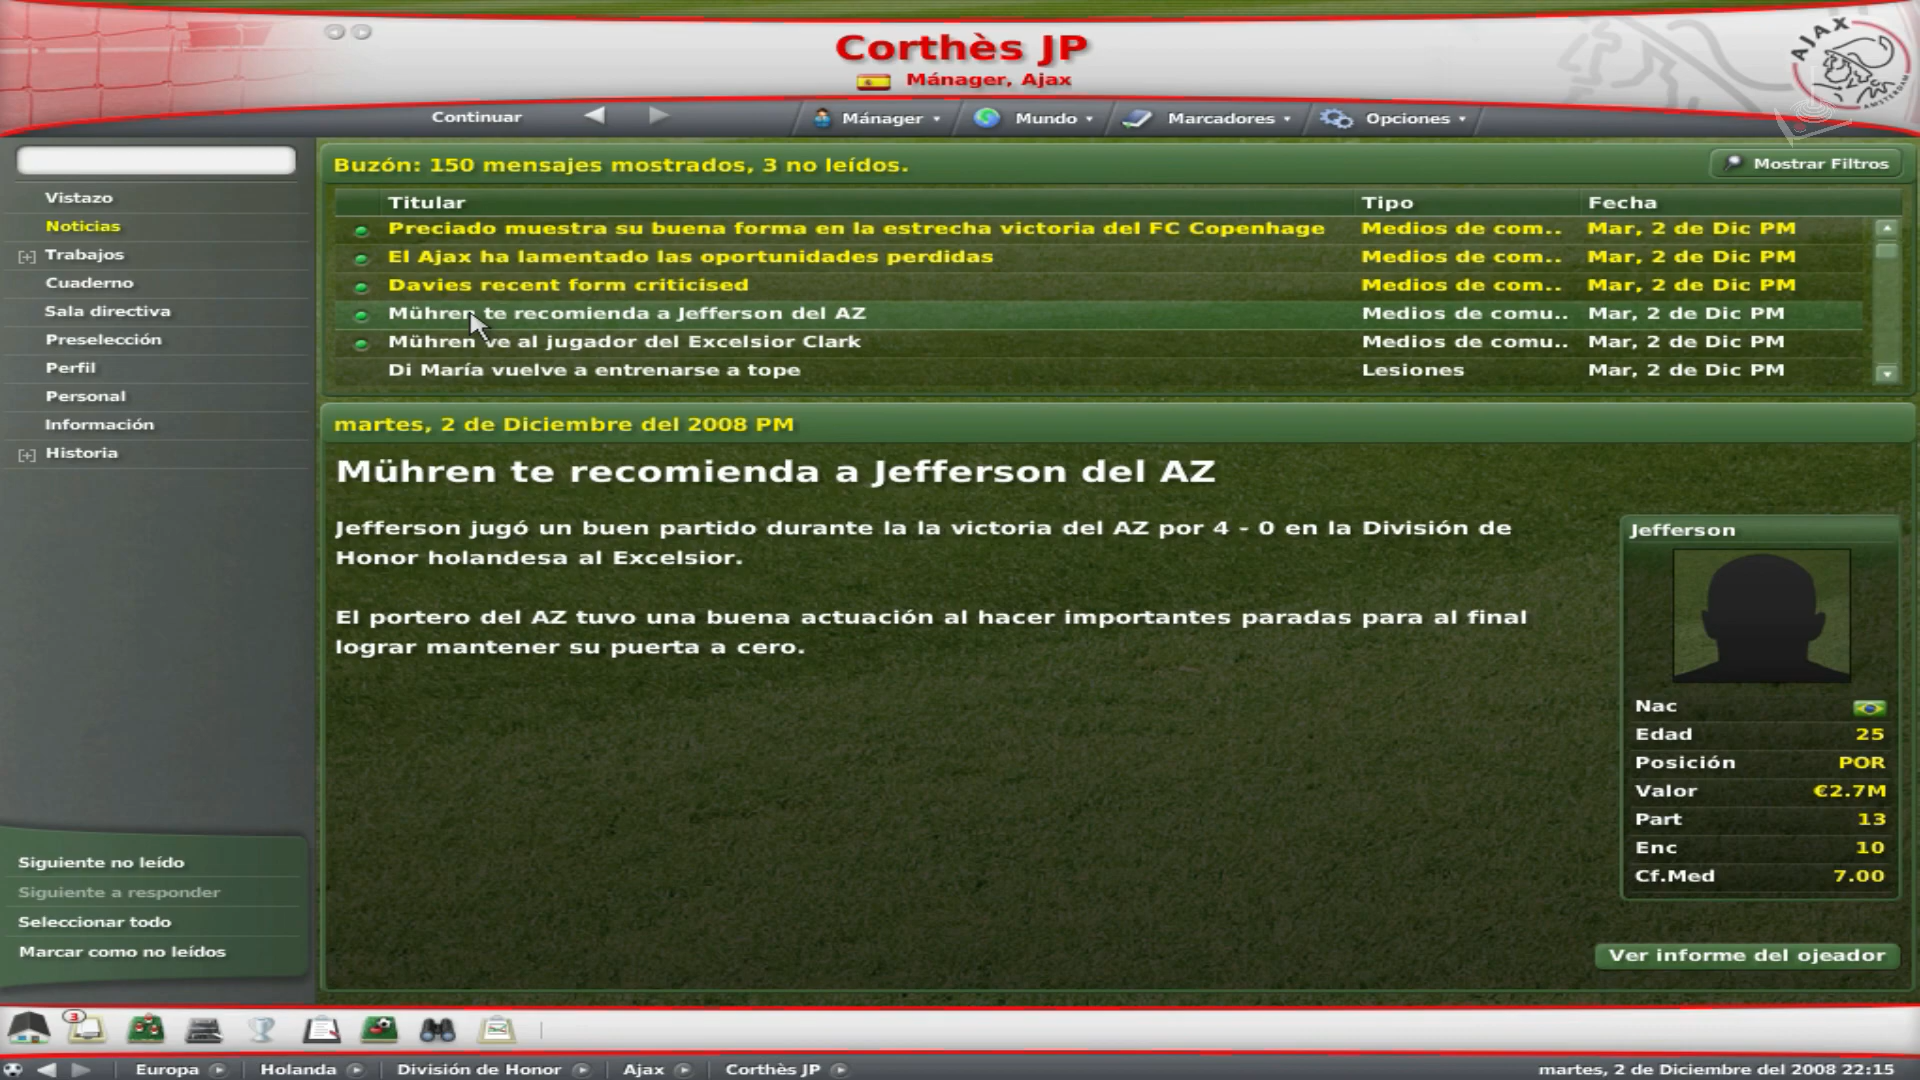 Corthès JP
Mánager, Ajax
AJAX
AMSTERDAM
Continuar
Mánager
Mundo
Marcadores
Opciones
Vistazo
Noticias
[+] Trabajos
Cuaderno
Sala directiva
Preselección
Perfil
Personal
Información
[+] Historia
Buzón: 150 mensajes mostrados, 3 no leídos.
Mostrar Filtros
Titular Tipo Fecha
Preciado muestra su buena forma en la estrecha victoria del FC Copenhage Medios de com.. Mar, 2 de Dic PM
El Ajax ha lamentado las oportunidades perdidas Medios de com.. Mar, 2 de Dic PM
Davies recent form criticised Medios de com.. Mar, 2 de Dic PM
Mühren te recomienda a Jefferson del AZ Medios de comu.. Mar, 2 de Dic PM
Mühren ve al jugador del Excelsior Clark Medios de comu.. Mar, 2 de Dic PM
Di María vuelve a entrenarse a tope Lesiones Mar, 2 de Dic PM
martes, 2 de Diciembre del 2008 PM
Mühren te recomienda a Jefferson del AZ
Jefferson jugó un buen partido durante la la victoria del AZ por 4 - 0 en la División de
Honor holandesa al Excelsior.
El portero del AZ tuvo una buena actuación al hacer importantes paradas para al final
lograr mantener su puerta a cero.
Jefferson
Nac
Edad 25
Posición POR
Valor €2.7M
Part 13
Enc 10
Cf.Med 7.00
Ver informe del ojeador
Siguiente no leído
Siguiente a responder
Seleccionar todo
Marcar como no leídos
3
Europa
Holanda
División de Honor
Ajax
Corthès JP
martes, 2 de Diciembre del 2008 22:15